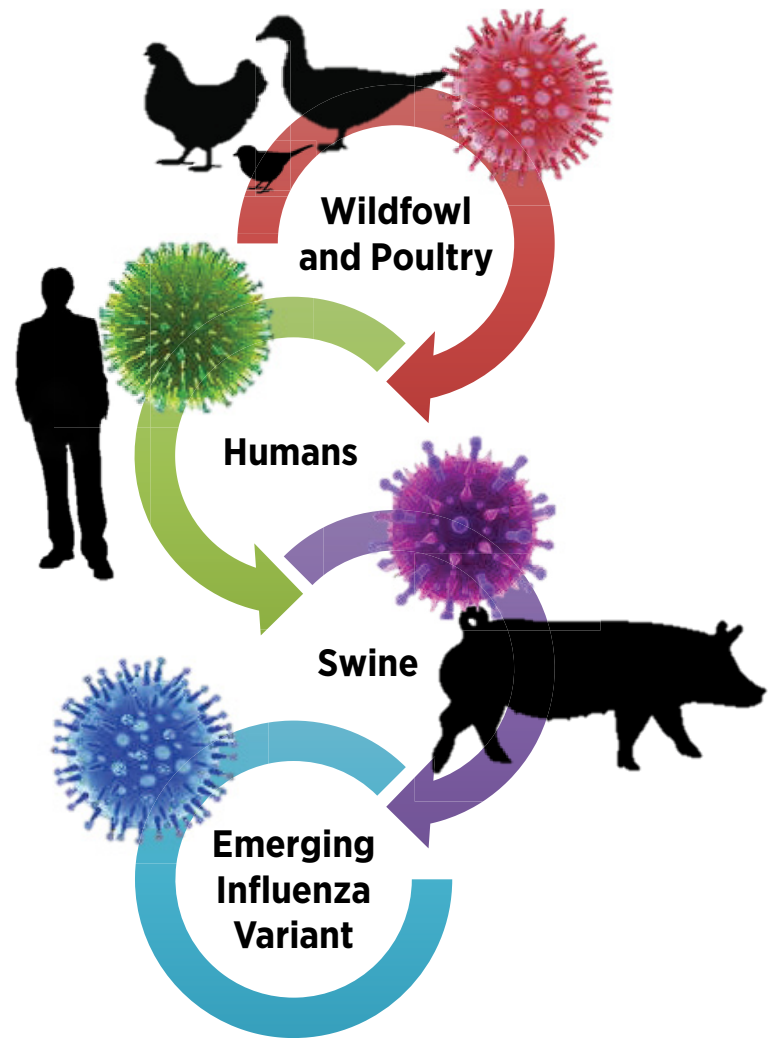 Wildfowl
and Poultry
Humans
Swine
Emerging
Influenza
Variant